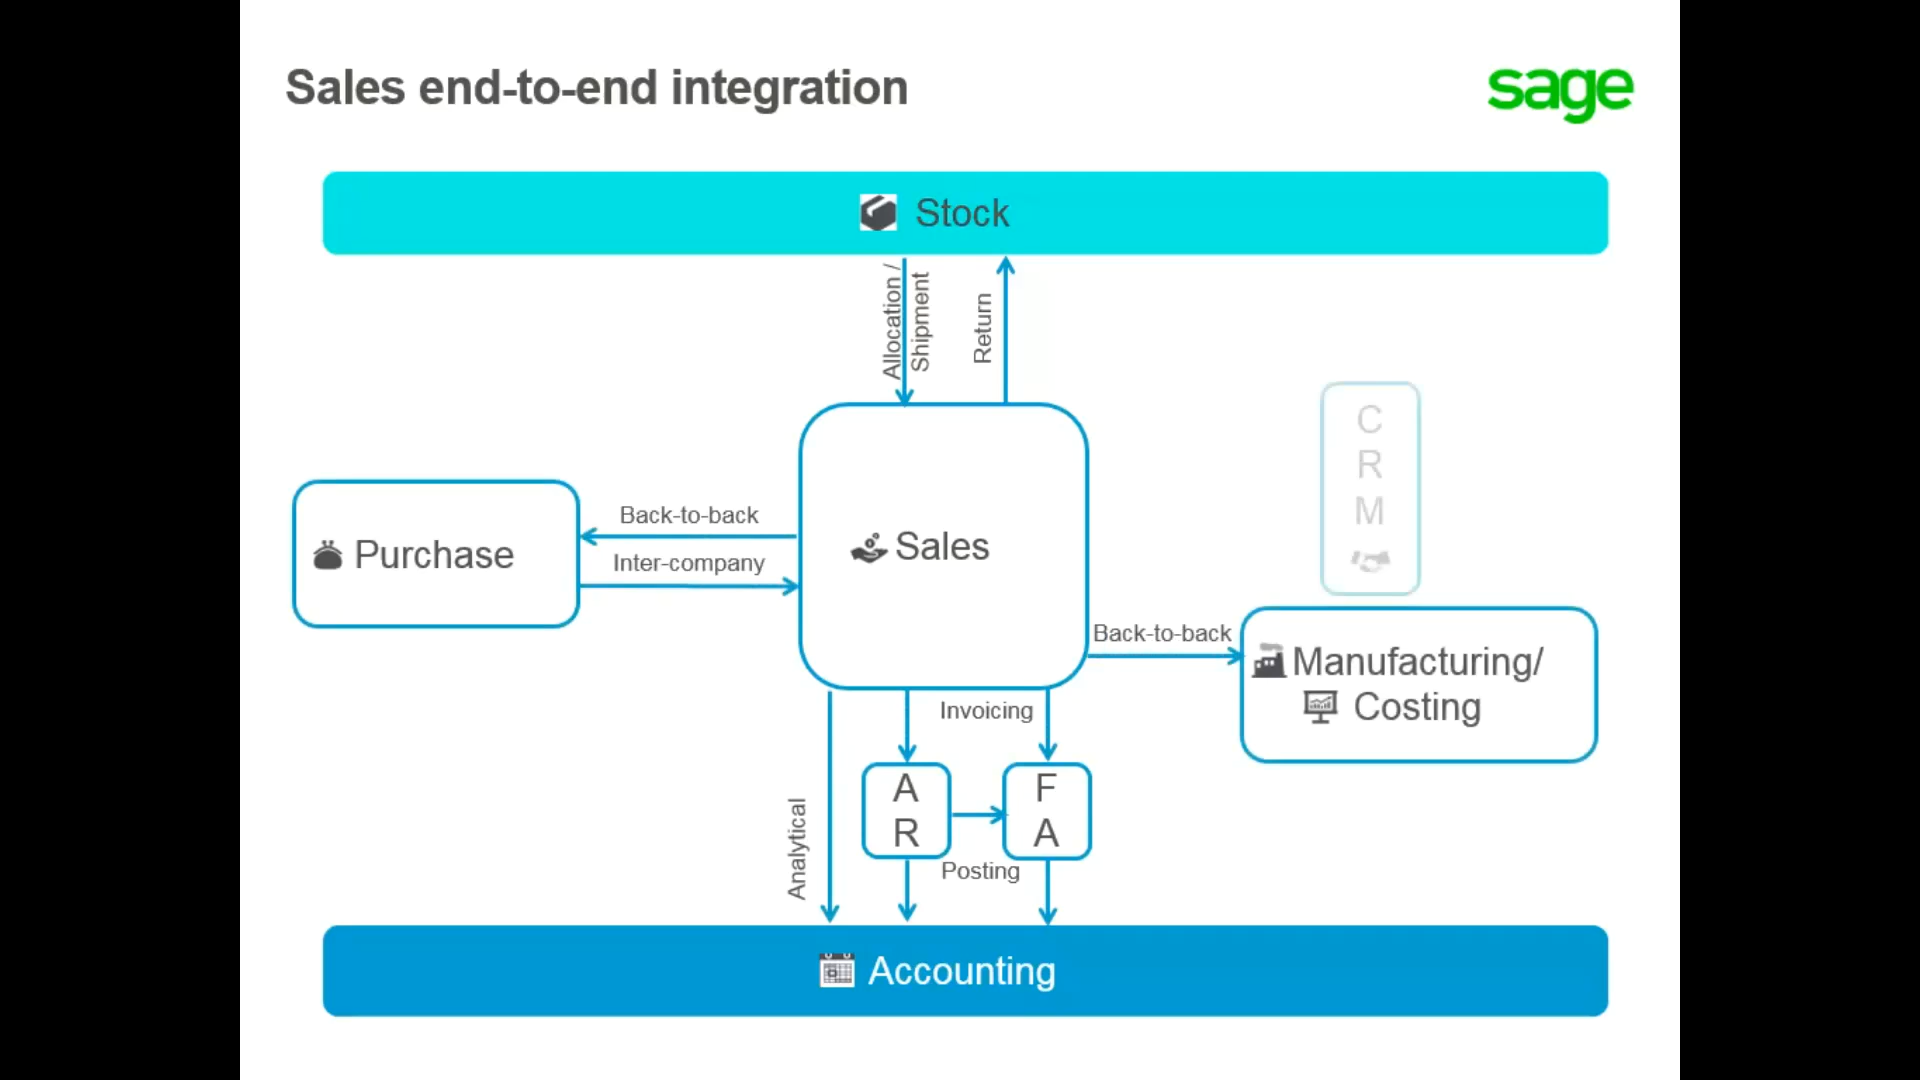 Sales end-to-end integration
sage
Stock
Allocation /
Shipment
Return
C
R
M
Purchase
Back-to-back
Inter-company
Sales
Back-to-back
Manufacturing/
Costing
Invoicing
Analytical
A
R
F
A
Posting
Accounting